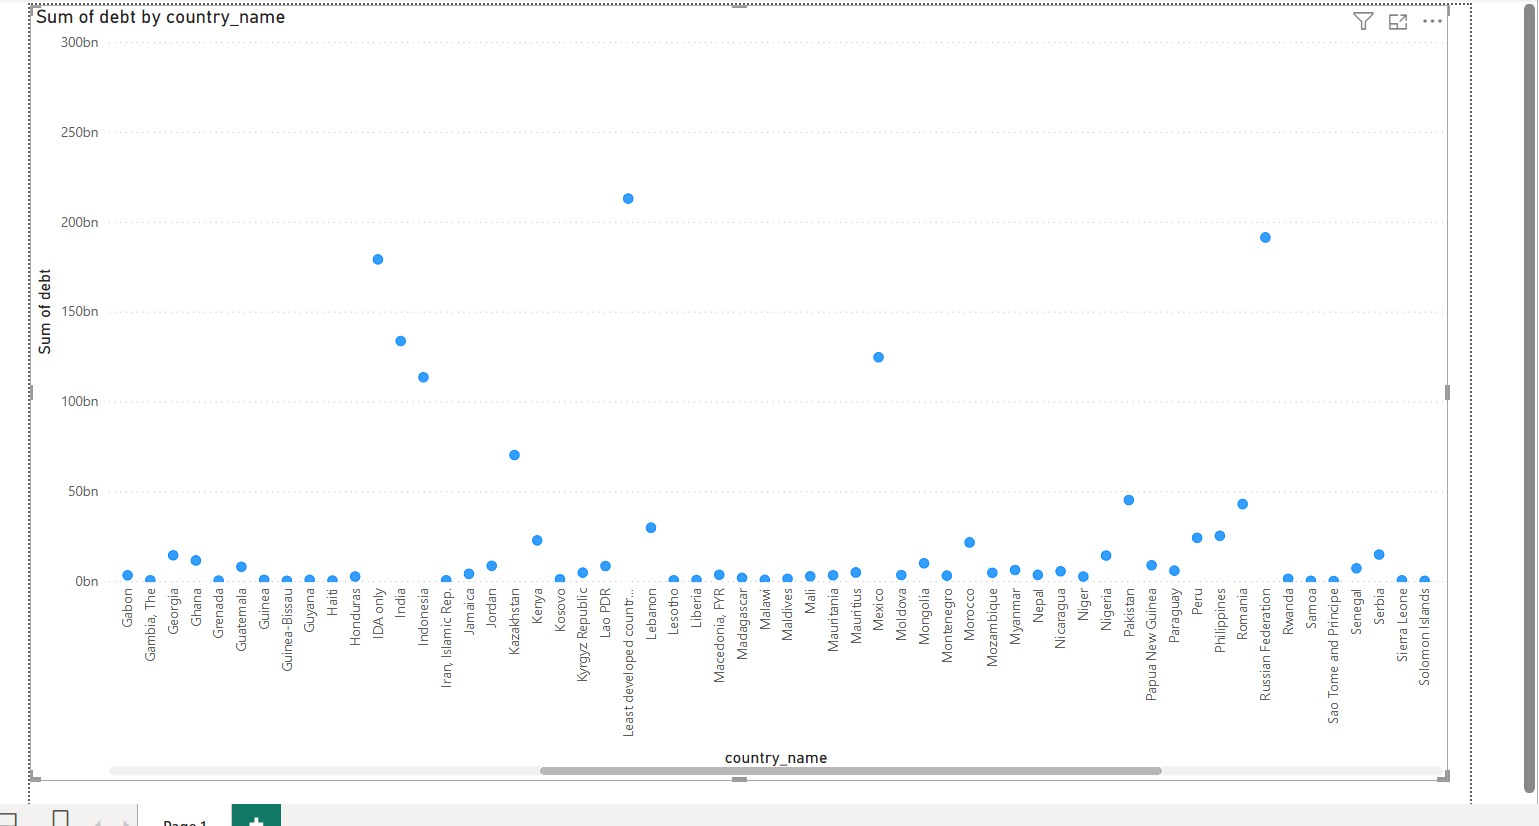 Sum of debt by country_name
300bn
250bn
200bn
150bn
100bn
50bn
0bn
Sum of debt
Gabon
Gambia, The
Georgia
Ghana
Grenada
Guatemala
Guinea
Guinea-Bissau
Guyana
Haiti
Honduras
IDA only
India
Indonesia
Iran, Islamic Rep.
Jamaica
Jordan
Kazakhstan
Kenya
Kosovo
Kyrgyz Republic
Lao PDR
Least developed countr...
Lebanon
Lesotho
Liberia
Macedonia, FYR
Madagascar
Malawi
Maldives
Mali
Mauritania
Mauritius
Mexico
Moldova
Mongolia
Montenegro
Morocco
Mozambique
Myanmar
Nepal
Nicaragua
Niger
Nigeria
Pakistan
Papua New Guinea
Paraguay
Peru
Philippines
Romania
Russian Federation
Rwanda
Samoa
Sao Tome and Principe
Senegal
Serbia
Sierra Leone
Solomon Islands
country_name
Page 1